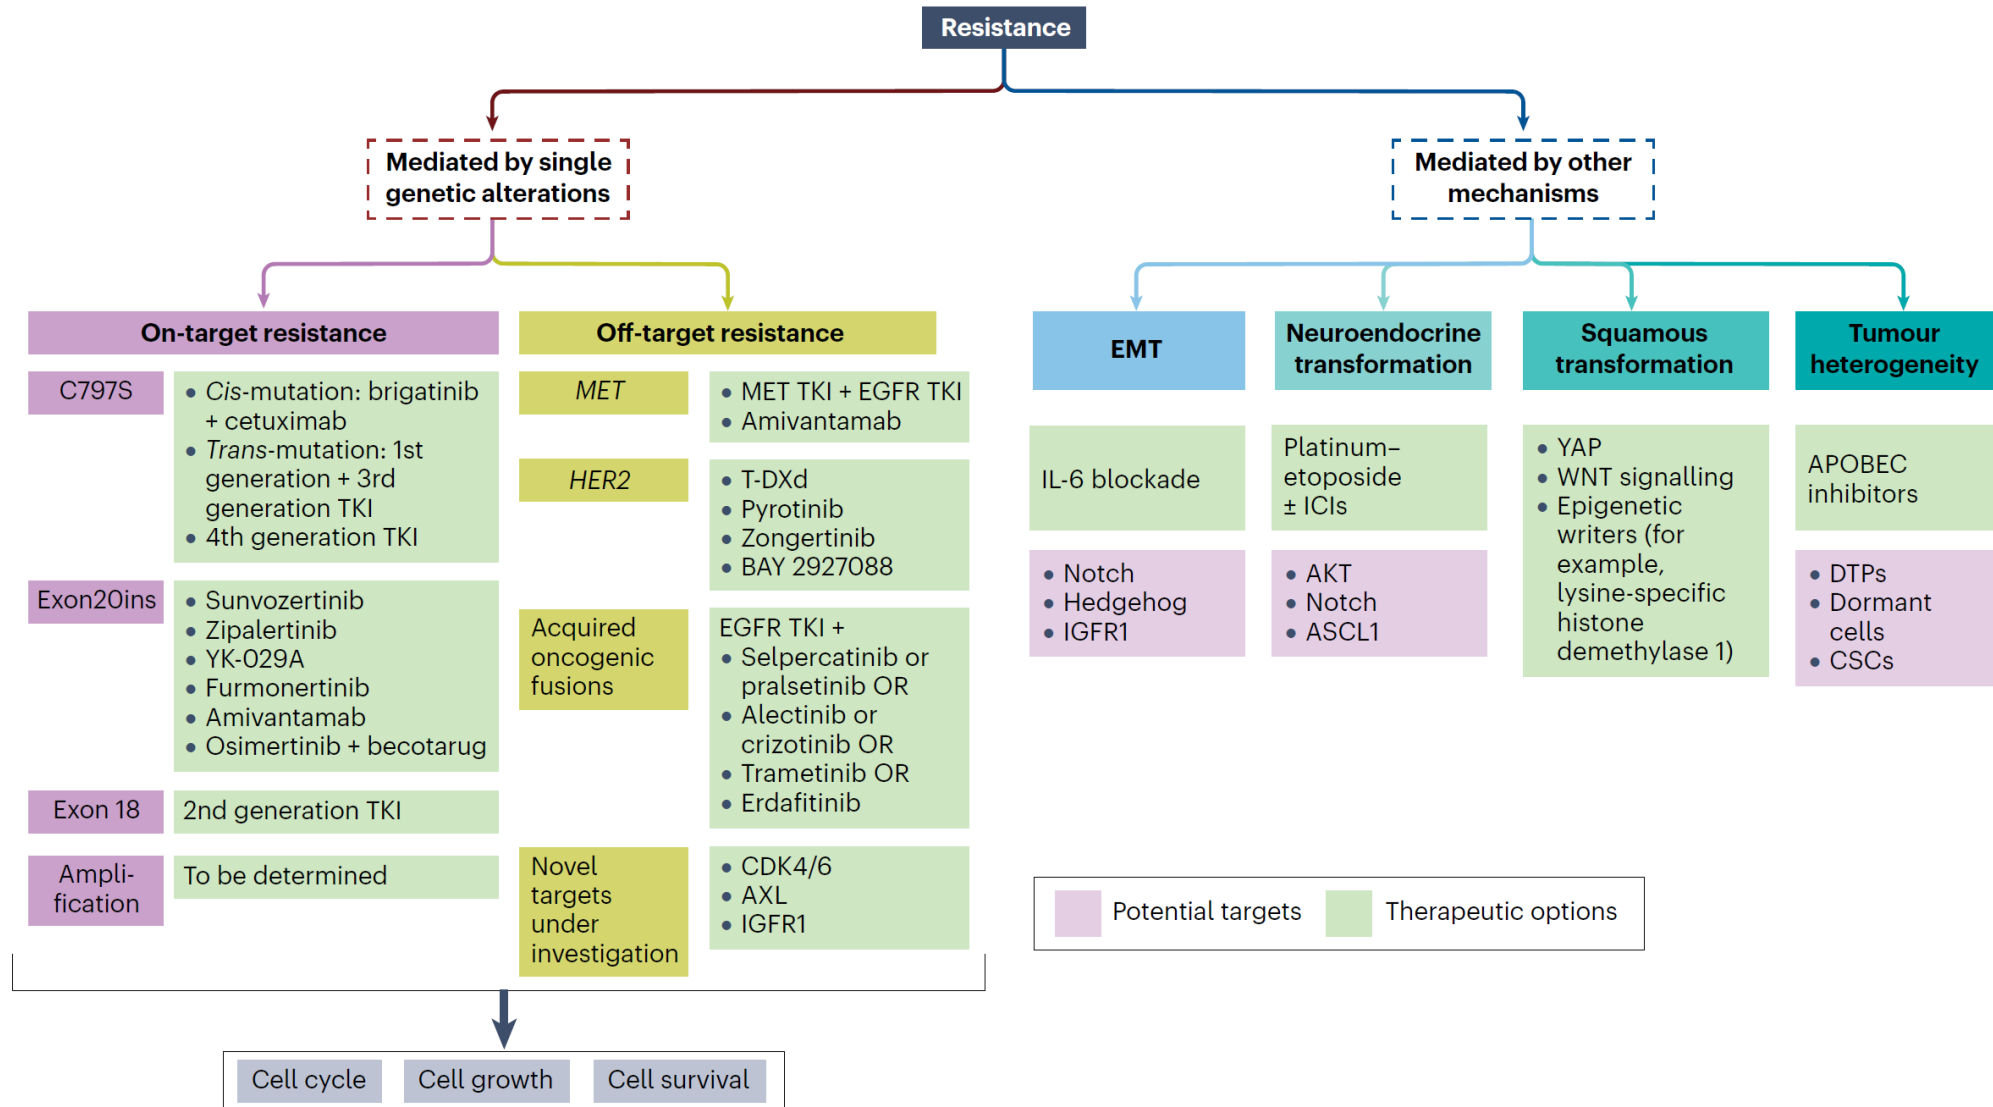 Resistance
Mediated by single
genetic alterations
Mediated by other
mechanisms
On-target resistance
C797S
• Cis-mutation: brigatinib
+ cetuximab
• Trans-mutation: 1st
generation + 3rd
generation TKI
• 4th generation TKI
Exon20ins
• Sunvozertinib
• Zipalertinib
• YK-029A
• Furmonertinib
• Amivantamab
• Osimertinib + becotarug
Exon 18
2nd generation TKI
Ampli-
fication
To be determined
Off-target resistance
MET
• MET TKI + EGFR TKI
• Amivantamab
HER2
• T-DXd
• Pyrotinib
• Zongertinib
• BAY 2927088
Acquired
oncogenic
fusions
EGFR TKI +
• Selpercatinib or
pralsetinib OR
• Alectinib or
crizotinib OR
• Trametinib OR
• Erdafitinib
Novel
targets
under
investigation
• CDK4/6
• AXL
• IGFR1
Cell cycle
Cell growth
Cell survival
EMT
IL-6 blockade
• Notch
• Hedgehog
• IGFR1
Neuroendocrine
transformation
Platinum–
etoposide
± ICIs
• AKT
• Notch
• ASCL1
Squamous
transformation
• YAP
• WNT signalling
• Epigenetic
writers (for
example,
lysine-specific
histone
demethylase 1)
Tumour
heterogeneity
APOBEC
inhibitors
• DTPs
• Dormant
cells
• CSCs
Potential targets
Therapeutic options